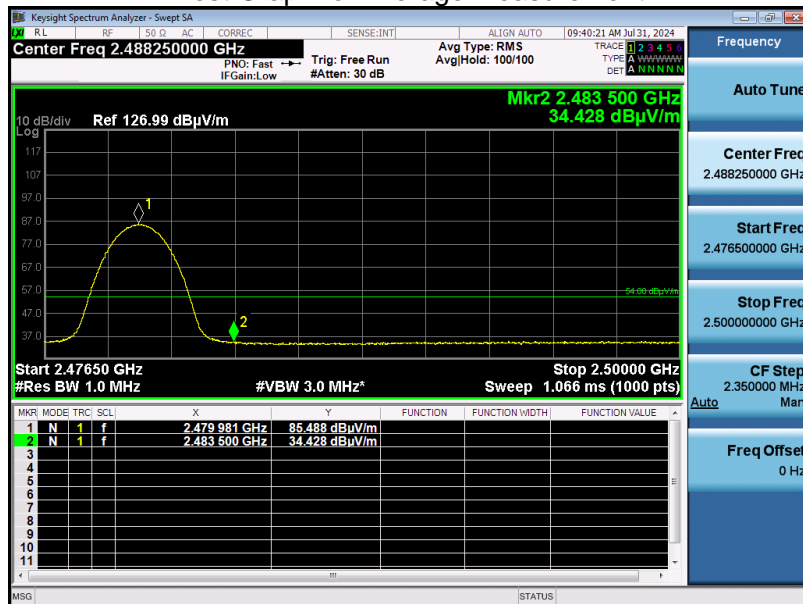 Keysight Spectrum Analyzer - Swept SA
RL RF 50 Ω AC CORREC SENSE:INT ALIGN AUTO 09:40:21 AM Jul 31, 2024
Center Freq 2.488250000 GHz
PNO: Fast
IFGain:Low
Trig: Free Run
#Atten: 30 dB
Avg Type: RMS
Avg|Hold: 100/100
TRACE 1 2 3 4 5 6
TYPE A WWWWW
DET A N N N N N
Frequency
Mkr2 2.483 500 GHz
34.428 dBµV/m
10 dB/div Ref 126.99 dBµV/m
Log
117
107
97.0
87.0
77.0
67.0
57.0
47.0
37.0
1
2
54.00 dBµV/m
Start 2.47650 GHz Stop 2.50000 GHz
#Res BW 1.0 MHz #VBW 3.0 MHz* Sweep 1.066 ms (1000 pts)
MKR MODE TRC SCL X Y FUNCTION FUNCTION WIDTH FUNCTION VALUE
1 N 1 f 2.479 981 GHz 85.488 dBµV/m
2 N 1 f 2.483 500 GHz 34.428 dBµV/m
3
4
5
6
7
8
9
10
11
MSG STATUS
Auto Tune
Center Freq
2.488250000 GHz
Start Freq
2.476500000 GHz
Stop Freq
2.500000000 GHz
CF Step
2.350000 MHz
Auto Man
Freq Offset
0 Hz